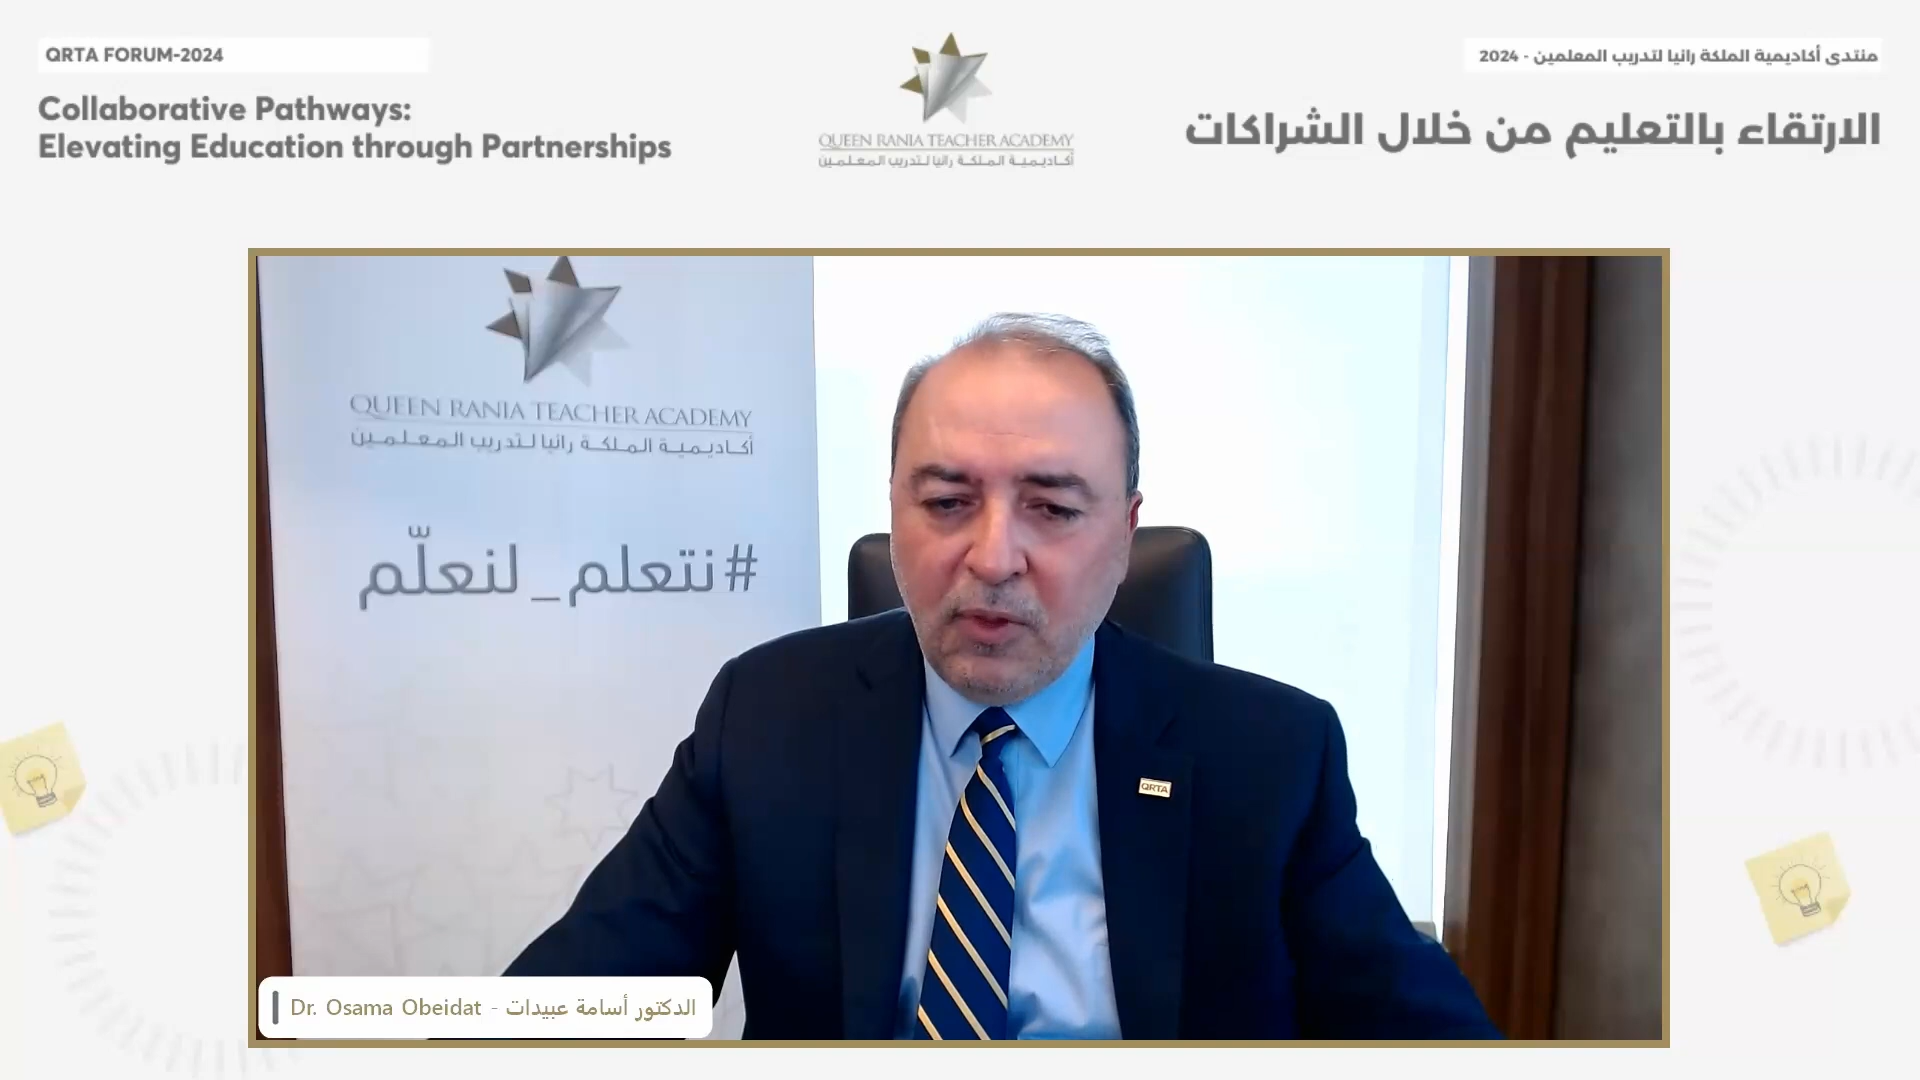 QRTA FORUM-2024
Collaborative Pathways:
Elevating Education through Partnerships
QUEEN RANIA TEACHER ACADEMY
أكاديمية الملكة رانيا لتدريب المعلمين
منتدى أكاديمية الملكة رانيا لتدريب المعلمين - 2024
الارتقاء بالتعليم من خلال الشراكات
QUEEN RANIA TEACHER ACADEMY
أكاديمية الملكة رانيا لتدريب المعلمين
#نتعلم_لنعلّم
QRTA
Dr. Osama Obeidat - الدكتور أسامة عبيدات